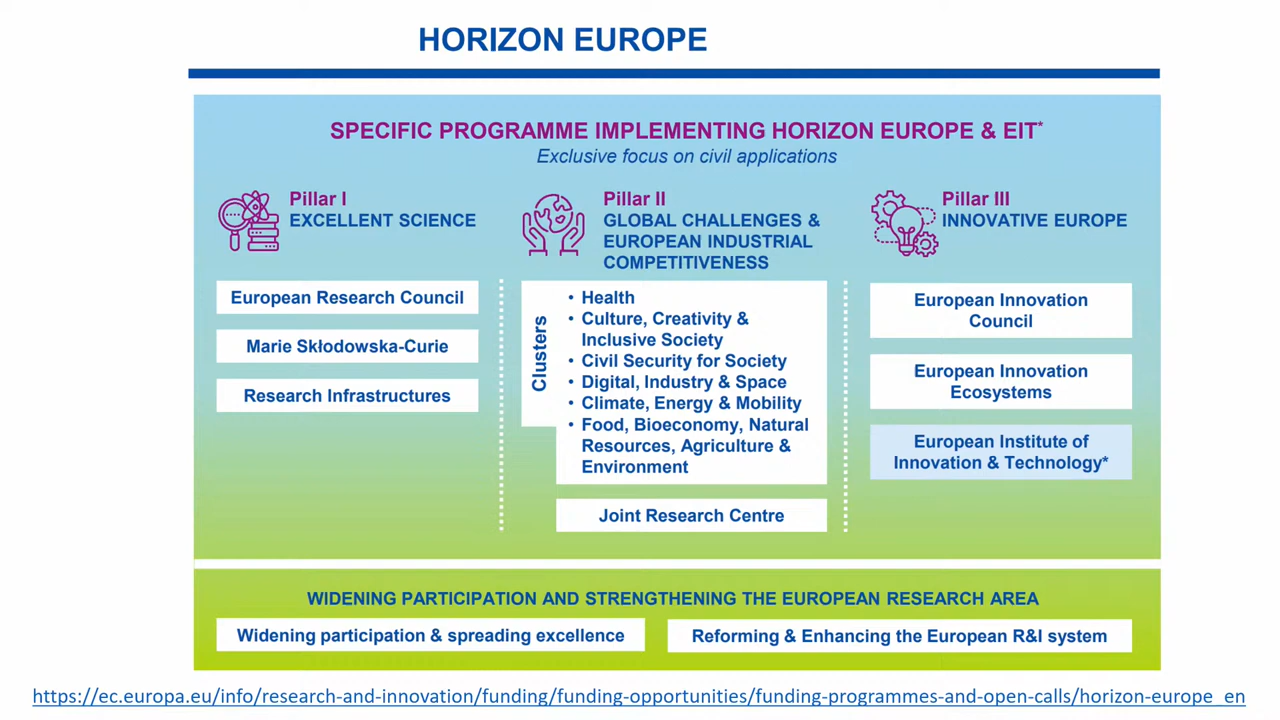 HORIZON EUROPE
SPECIFIC PROGRAMME IMPLEMENTING HORIZON EUROPE & EIT*
Exclusive focus on civil applications
Pillar I
EXCELLENT SCIENCE
European Research Council
Marie Skłodowska-Curie
Research Infrastructures
Pillar II
GLOBAL CHALLENGES &
EUROPEAN INDUSTRIAL
COMPETITIVENESS
Clusters
• Health
• Culture, Creativity &
Inclusive Society
• Civil Security for Society
• Digital, Industry & Space
• Climate, Energy & Mobility
• Food, Bioeconomy, Natural
Resources, Agriculture &
Environment
Joint Research Centre
Pillar III
INNOVATIVE EUROPE
European Innovation
Council
European Innovation
Ecosystems
European Institute of
Innovation & Technology*
WIDENING PARTICIPATION AND STRENGTHENING THE EUROPEAN RESEARCH AREA
Widening participation & spreading excellence
Reforming & Enhancing the European R&I system
https://ec.europa.eu/info/research-and-innovation/funding/funding-opportunities/funding-programmes-and-open-calls/horizon-europe_en